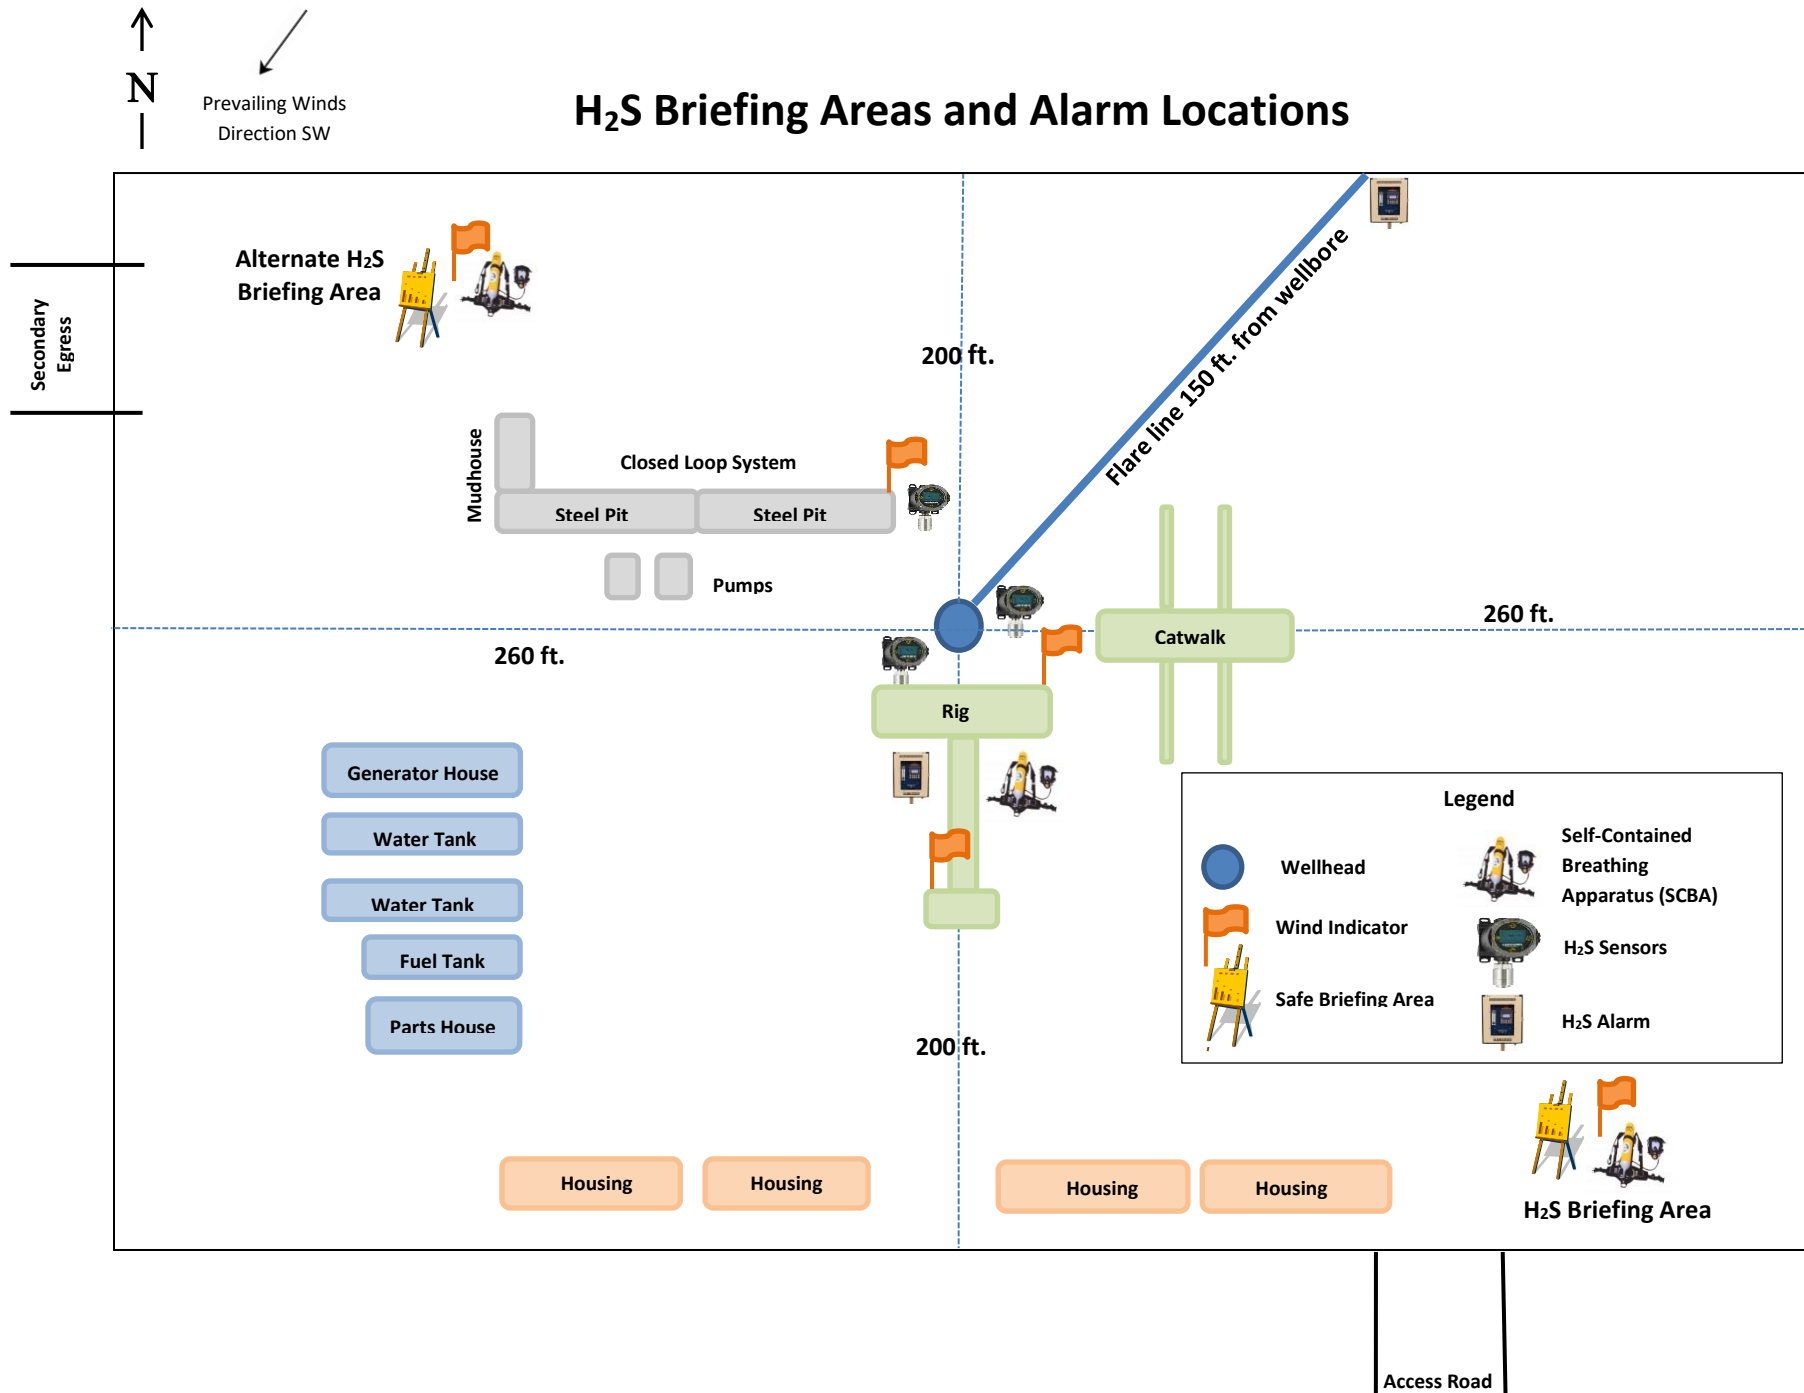 N
Prevailing Winds
Direction SW
H₂S Briefing Areas and Alarm Locations
Alternate H₂S
Briefing Area
Secondary
Egress
200 ft.
Flare line 150 ft. from wellbore
Mudhouse
Closed Loop System
Steel Pit
Steel Pit
Pumps
260 ft.
260 ft.
Catwalk
Rig
Generator House
Water Tank
Water Tank
Fuel Tank
Parts House
200 ft.
Legend
Wellhead
Wind Indicator
Safe Briefing Area
Self-Contained
Breathing
Apparatus (SCBA)
H₂S Sensors
H₂S Alarm
Housing
Housing
Housing
Housing
H₂S Briefing Area
Access Road